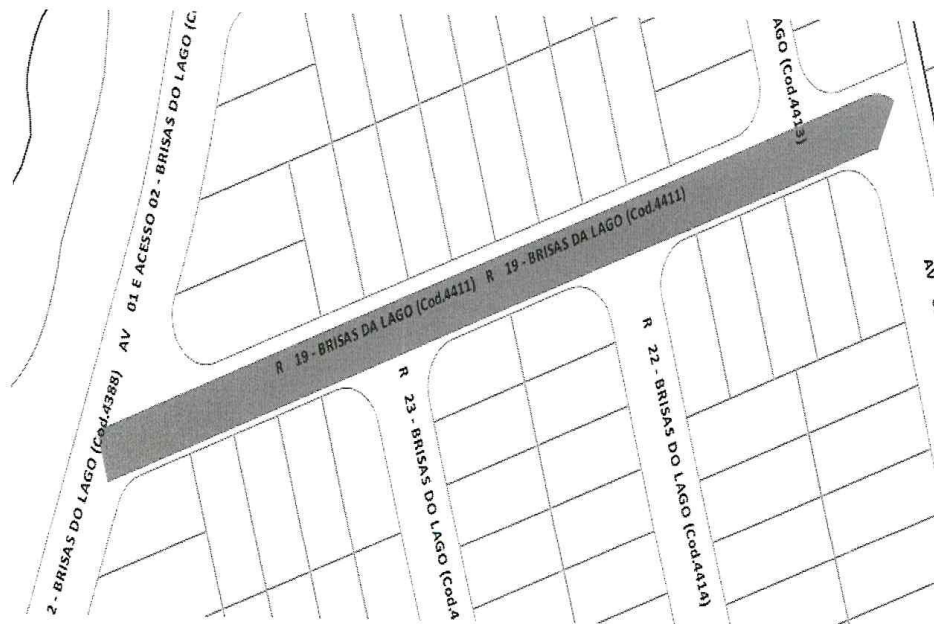 2 - BRISAS DO LAGO (Cod.4388) AV 01 E ACESSO 02 - BRISAS DO LAGO (C
AGO (Cod.4413)
R 19 - BRISAS DA LAGO (Cod.4411) R 19 - BRISAS DA LAGO (Cod.4411)
R 23 - BRISAS DO LAGO (Cod.4
R 22 - BRISAS DO LAGO (Cod.4414)
AV